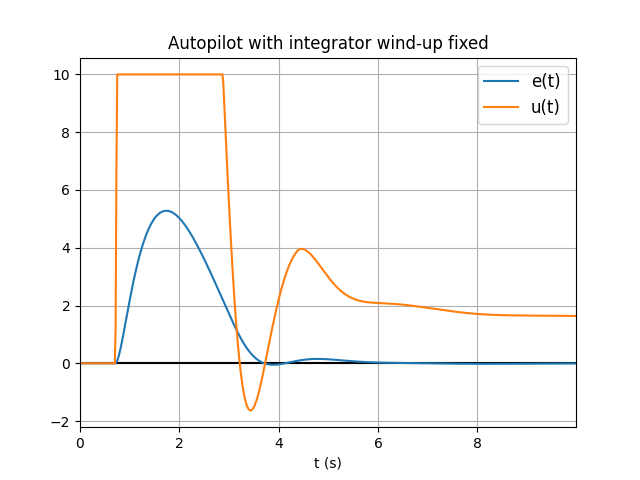 Autopilot with integrator wind-up fixed
e(t)
u(t)
10
8
6
4
2
0
−2
0 2 4 6 8
t (s)